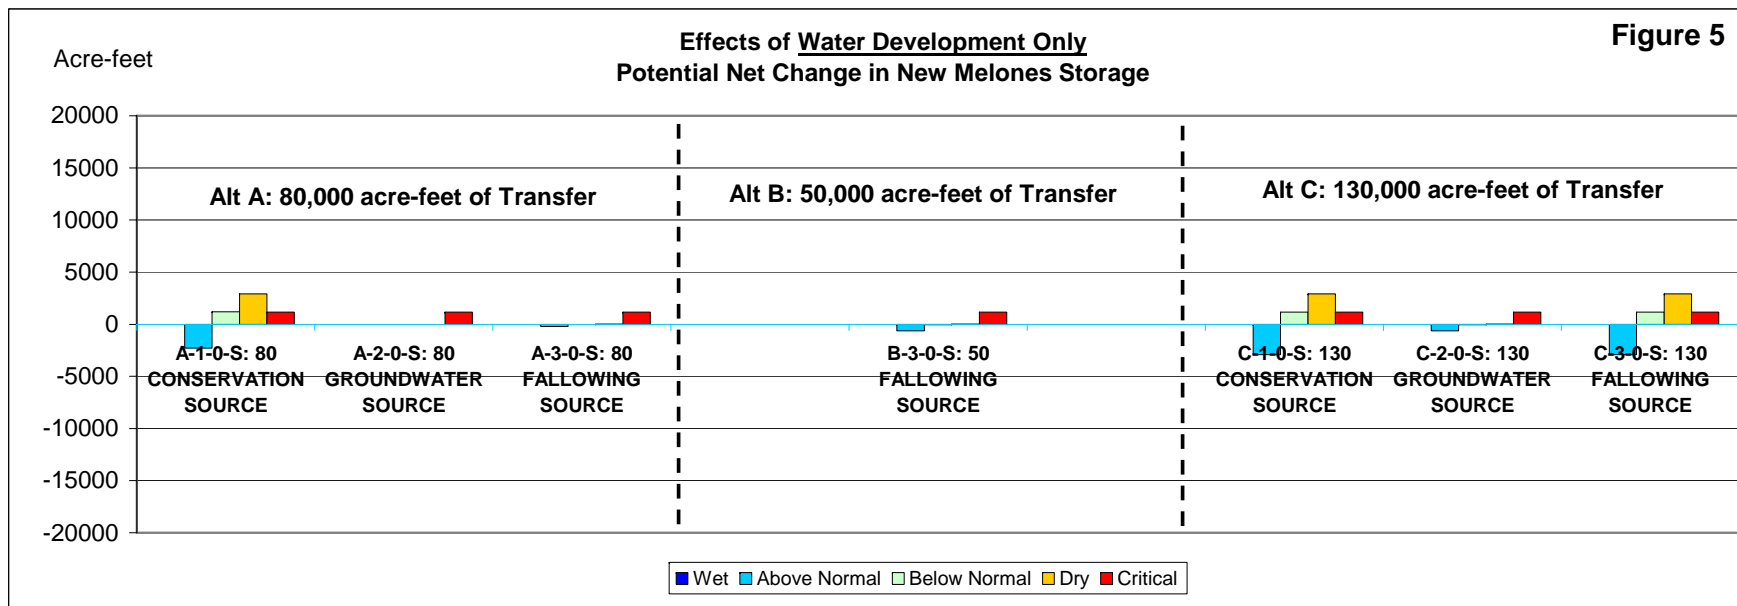 Figure 5
Effects of Water Development Only
Potential Net Change in New Melones Storage
Acre-feet
20000
15000
10000
5000
0
-5000
-10000
-15000
-20000
Alt A: 80,000 acre-feet of Transfer
Alt B: 50,000 acre-feet of Transfer
Alt C: 130,000 acre-feet of Transfer
A-1-0-S: 80
CONSERVATION
SOURCE
A-2-0-S: 80
GROUNDWATER
SOURCE
A-3-0-S: 80
FALLOWING
SOURCE
B-3-0-S: 50
FALLOWING
SOURCE
C-1-0-S: 130
CONSERVATION
SOURCE
C-2-0-S: 130
GROUNDWATER
SOURCE
C-3-0-S: 130
FALLOWING
SOURCE
Wet Above Normal Below Normal Dry Critical